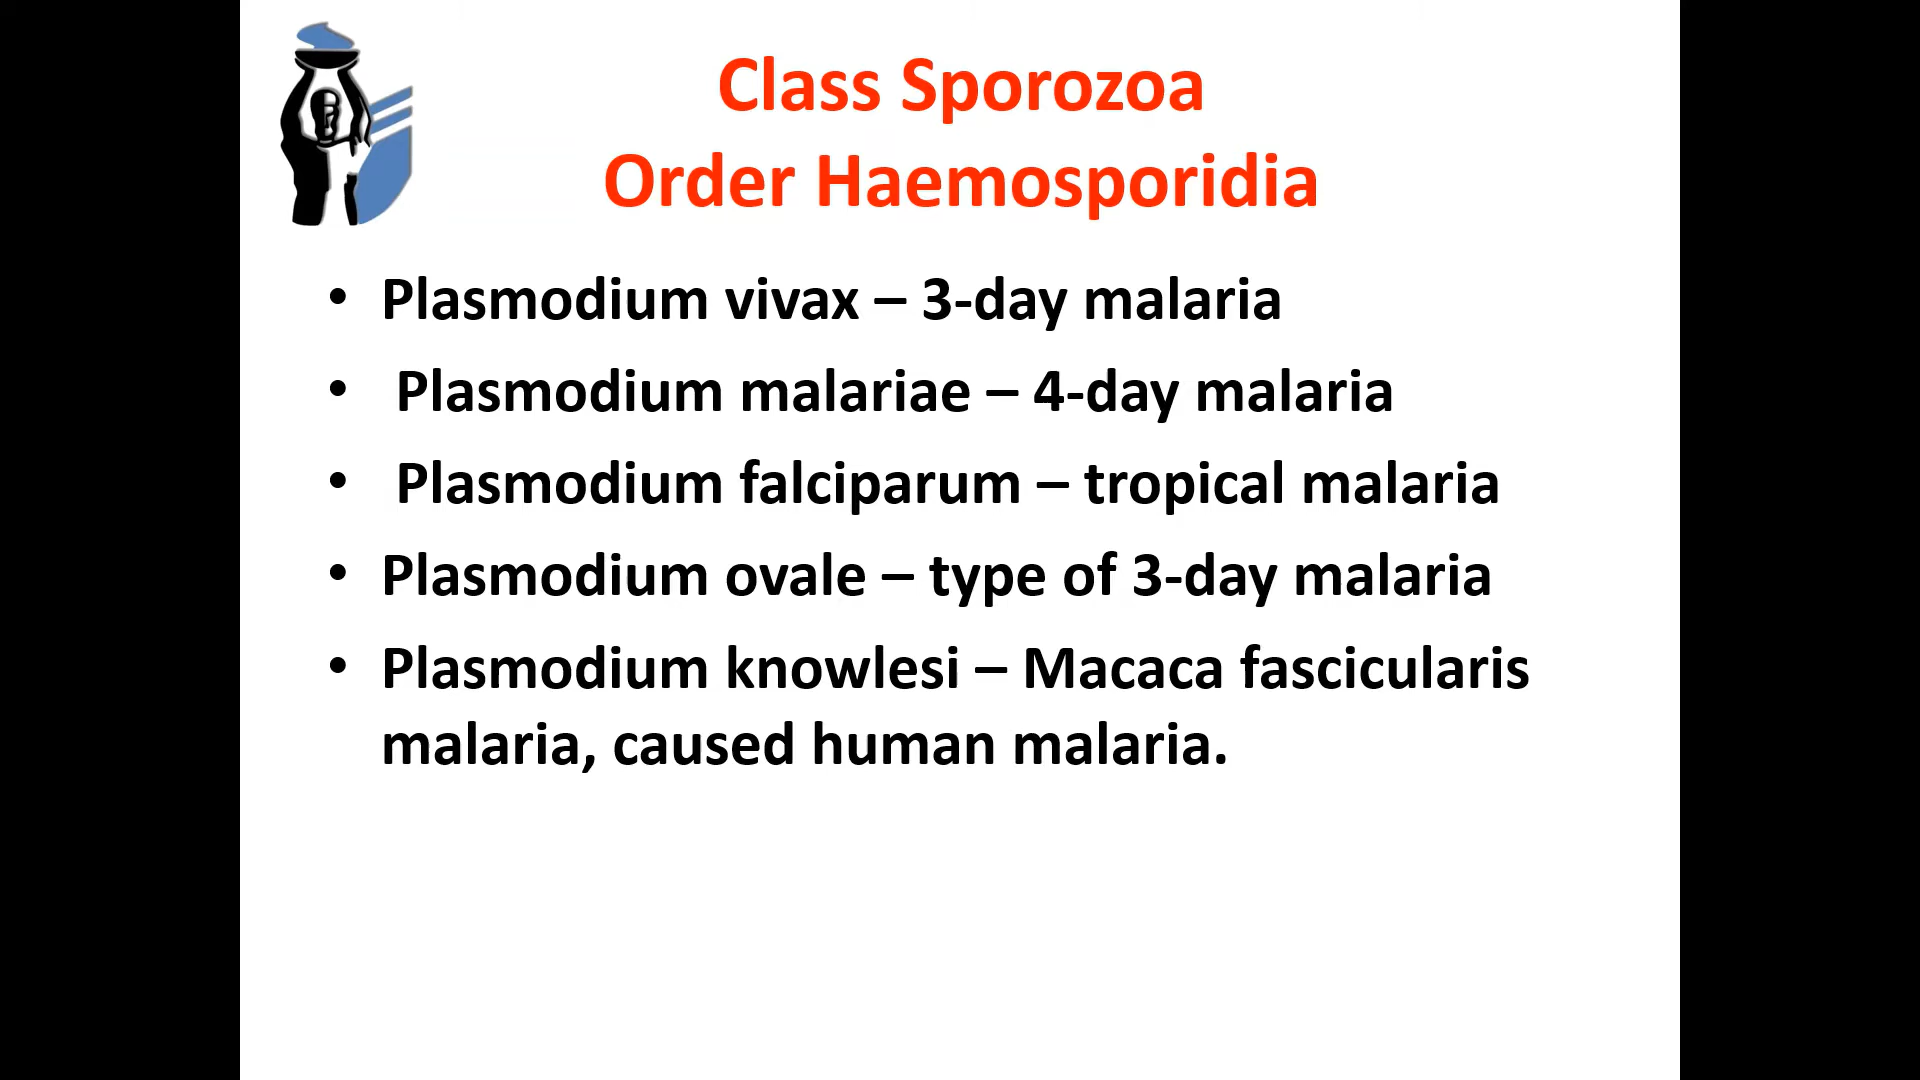 Class Sporozoa
Order Haemosporidia
• Plasmodium vivax – 3-day malaria
• Plasmodium malariae – 4-day malaria
• Plasmodium falciparum – tropical malaria
• Plasmodium ovale – type of 3-day malaria
• Plasmodium knowlesi – Macaca fascicularis
malaria, caused human malaria.